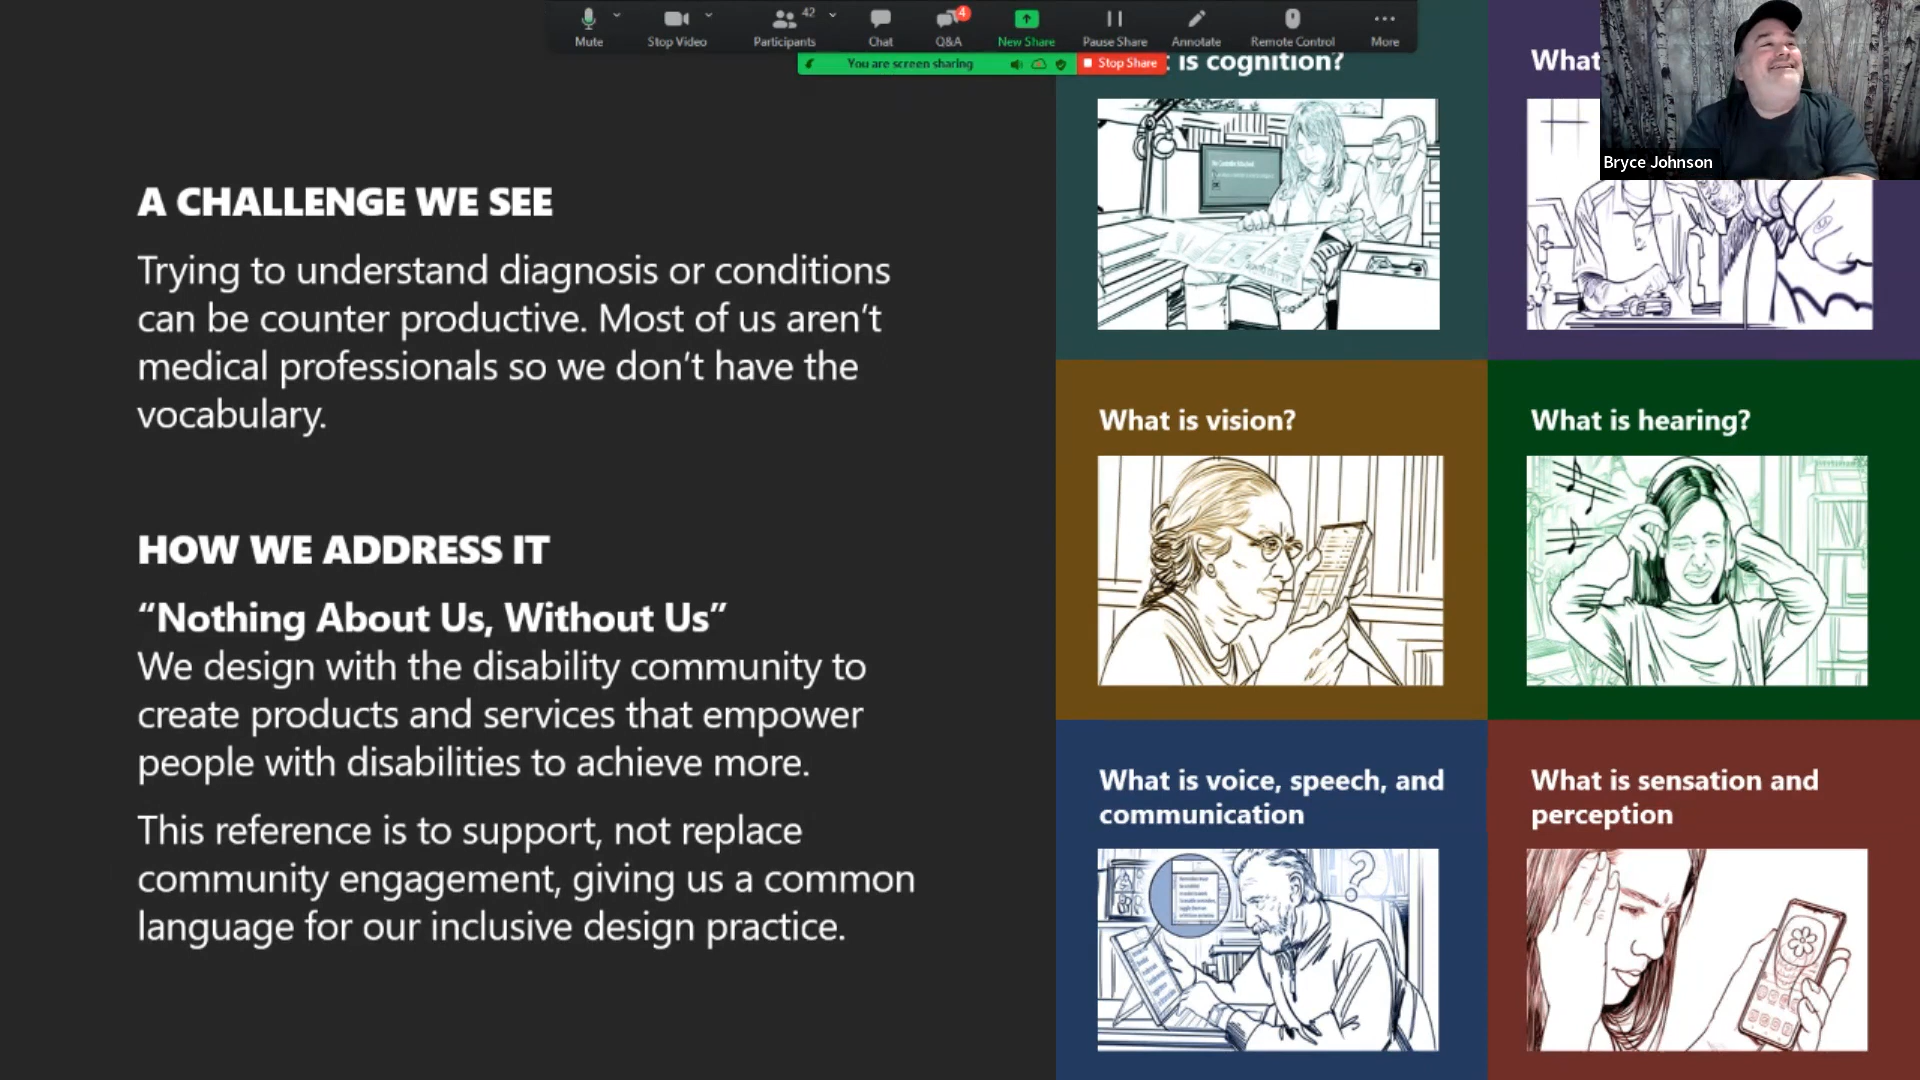 Mute
Stop Video
42
Participants
Chat
4
Q&A
New Share
Pause Share
Annotate
Remote Control
More
You are screen sharing
Stop Share
Bryce Johnson
A CHALLENGE WE SEE
Trying to understand diagnosis or conditions
can be counter productive. Most of us aren’t
medical professionals so we don’t have the
vocabulary.
HOW WE ADDRESS IT
“Nothing About Us, Without Us”
We design with the disability community to
create products and services that empower
people with disabilities to achieve more.
This reference is to support, not replace
community engagement, giving us a common
language for our inclusive design practice.
is cognition?
What
What is vision?
What is hearing?
What is voice, speech, and
communication
What is sensation and
perception
?